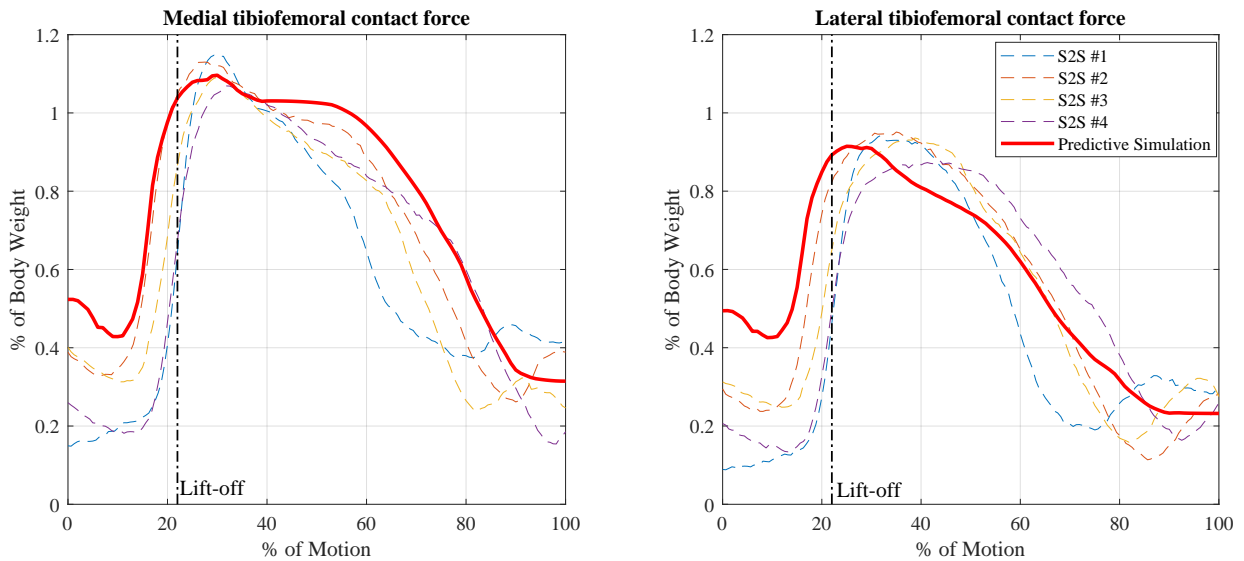 Medial tibiofemoral contact force
1.2
1
0.8
0.6
0.4
0.2
0
% of Body Weight
Lift-off
0 20 40 60 80 100
% of Motion
Lateral tibiofemoral contact force
1.2
1
0.8
0.6
0.4
0.2
0
% of Body Weight
S2S #1
S2S #2
S2S #3
S2S #4
Predictive Simulation
Lift-off
0 20 40 60 80 100
% of Motion